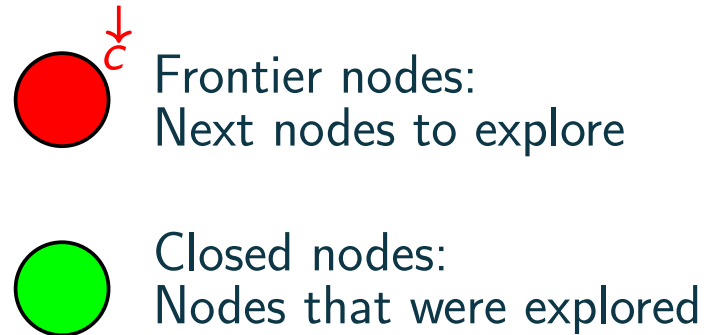 ↓
c
Frontier nodes:
Next nodes to explore
Closed nodes:
Nodes that were explored